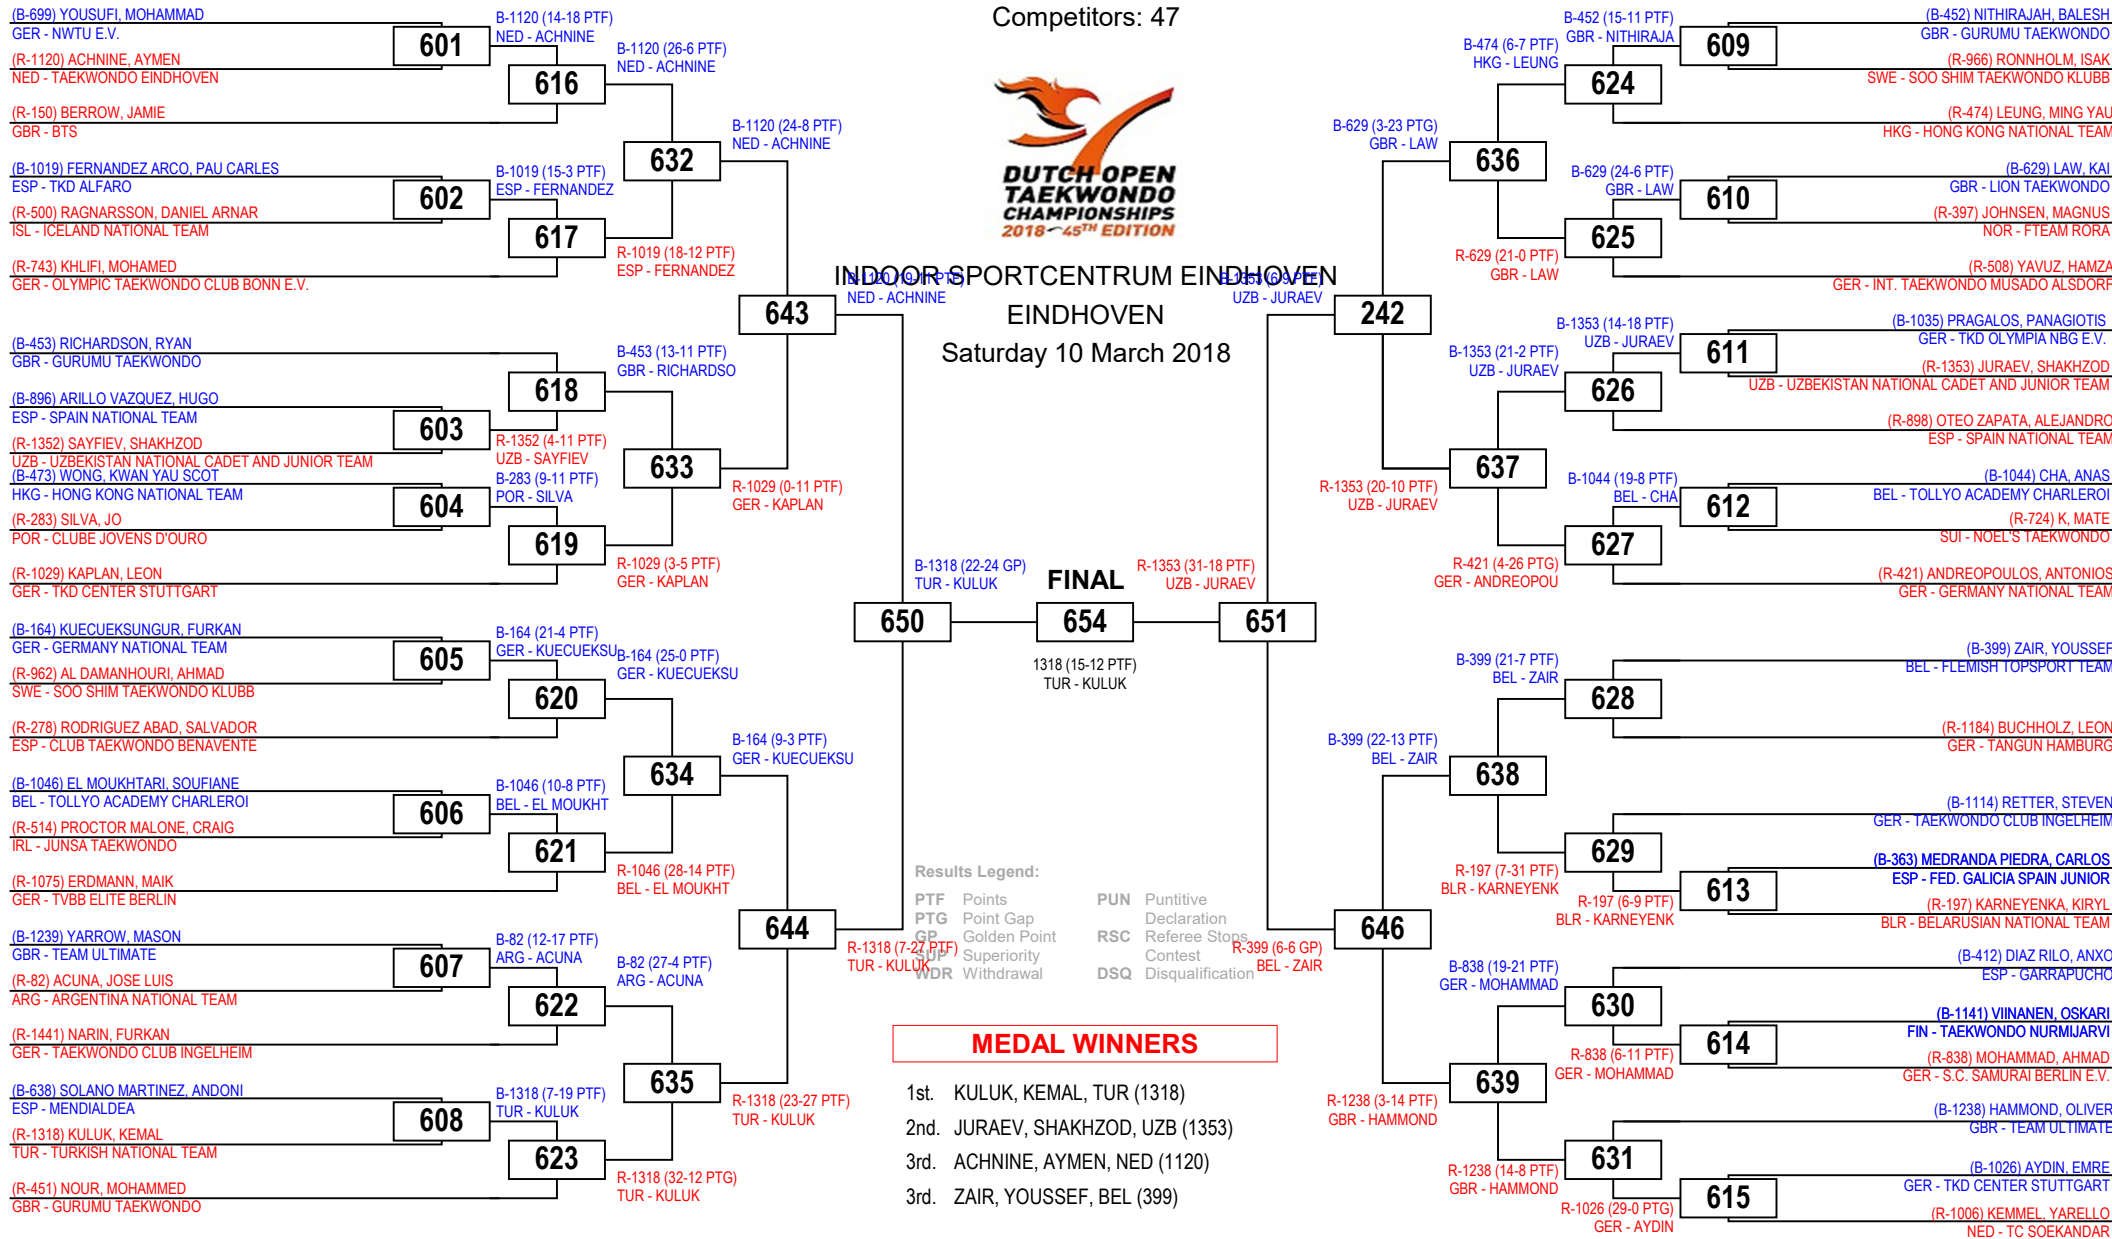 Competitors: 47
DUTCH OPEN
TAEKWONDO
CHAMPIONSHIPS
2018 - 45TH EDITION
INDOOR SPORTCENTRUM EINDHOVEN
EINDHOVEN
Saturday 10 March 2018
(B-699) YOUSUFI, MOHAMMAD
GER - NWTU E.V.
601
(R-1120) ACHNINE, AYMEN
NED - TAEKWONDO EINDHOVEN
(R-150) BERROW, JAMIE
GBR - BTS
B-1120 (14-18 PTF)
NED - ACHNINE
616
B-1120 (26-6 PTF)
NED - ACHNINE
(B-1019) FERNANDEZ ARCO, PAU CARLES
ESP - TKD ALFARO
602
(R-500) RAGNARSSON, DANIEL ARNAR
ISL - ICELAND NATIONAL TEAM
(R-743) KHLIFI, MOHAMED
GER - OLYMPIC TAEKWONDO CLUB BONN E.V.
B-1019 (15-3 PTF)
ESP - FERNANDEZ
617
R-1019 (18-12 PTF)
ESP - FERNANDEZ
632
B-1120 (24-8 PTF)
NED - ACHNINE
(B-453) RICHARDSON, RYAN
GBR - GURUMU TAEKWONDO
(B-896) ARILLO VAZQUEZ, HUGO
ESP - SPAIN NATIONAL TEAM
603
(R-1352) SAYFIEV, SHAKHZOD
UZB - UZBEKISTAN NATIONAL CADET AND JUNIOR TEAM
618
R-1352 (4-11 PTF)
UZB - SAYFIEV
B-453 (13-11 PTF)
GBR - RICHARDSO
(B-473) WONG, KWAN YAU SCOT
HKG - HONG KONG NATIONAL TEAM
604
(R-283) SILVA, JO
POR - CLUBE JOVENS D'OURO
(R-1029) KAPLAN, LEON
GER - TKD CENTER STUTTGART
B-283 (9-11 PTF)
POR - SILVA
619
R-1029 (3-5 PTF)
GER - KAPLAN
633
R-1029 (0-11 PTF)
GER - KAPLAN
643
B-1120 (19-11 PTF)
NED - ACHNINE
(B-164) KUECUEKSUNGUR, FURKAN
GER - GERMANY NATIONAL TEAM
605
(R-962) AL DAMANHOURI, AHMAD
SWE - SOO SHIM TAEKWONDO KLUBB
(R-278) RODRIGUEZ ABAD, SALVADOR
ESP - CLUB TAEKWONDO BENAVENTE
B-164 (21-4 PTF)
GER - KUECUEKSU
620
B-164 (25-0 PTF)
GER - KUECUEKSU
(B-1046) EL MOUKHTARI, SOUFIANE
BEL - TOLLYO ACADEMY CHARLEROI
606
(R-514) PROCTOR MALONE, CRAIG
IRL - JUNSA TAEKWONDO
(R-1075) ERDMANN, MAIK
GER - TVBB ELITE BERLIN
B-1046 (10-8 PTF)
BEL - EL MOUKHT
621
R-1046 (28-14 PTF)
BEL - EL MOUKHT
634
B-164 (9-3 PTF)
GER - KUECUEKSU
(B-1239) YARROW, MASON
GBR - TEAM ULTIMATE
607
(R-82) ACUNA, JOSE LUIS
ARG - ARGENTINA NATIONAL TEAM
(R-1441) NARIN, FURKAN
GER - TAEKWONDO CLUB INGELHEIM
B-82 (12-17 PTF)
ARG - ACUNA
622
B-82 (27-4 PTF)
ARG - ACUNA
(B-638) SOLANO MARTINEZ, ANDONI
ESP - MENDIALDEA
608
(R-1318) KULUK, KEMAL
TUR - TURKISH NATIONAL TEAM
(R-451) NOUR, MOHAMMED
GBR - GURUMU TAEKWONDO
B-1318 (7-19 PTF)
TUR - KULUK
623
R-1318 (32-12 PTG)
TUR - KULUK
635
R-1318 (23-27 PTF)
TUR - KULUK
644
R-1318 (7-27 PTF)
TUR - KULUK
650
B-1318 (22-24 GP)
TUR - KULUK
FINAL
654
1318 (15-12 PTF)
TUR - KULUK
R-1353 (31-18 PTF)
UZB - JURAEV
651
B-1353 (6-9 PTF)
UZB - JURAEV
242
B-629 (3-23 PTG)
GBR - LAW
636
B-474 (6-7 PTF)
HKG - LEUNG
624
B-452 (15-11 PTF)
GBR - NITHIRAJA
609
(B-452) NITHIRAJAH, BALESH
GBR - GURUMU TAEKWONDO
(R-966) RONNHOLM, ISAK
SWE - SOO SHIM TAEKWONDO KLUBB
(R-474) LEUNG, MING YAU
HKG - HONG KONG NATIONAL TEAM
R-629 (21-0 PTF)
GBR - LAW
625
B-629 (24-6 PTF)
GBR - LAW
610
(B-629) LAW, KAI
GBR - LION TAEKWONDO
(R-397) JOHNSEN, MAGNUS
NOR - FTEAM RORA
(R-508) YAVUZ, HAMZA
GER - INT. TAEKWONDO MUSADO ALSDORF
R-1353 (20-10 PTF)
UZB - JURAEV
637
B-1353 (21-2 PTF)
UZB - JURAEV
626
B-1353 (14-18 PTF)
UZB - JURAEV
611
(B-1035) PRAGALOS, PANAGIOTIS
GER - TKD OLYMPIA NBG E.V.
(R-1353) JURAEV, SHAKHZOD
UZB - UZBEKISTAN NATIONAL CADET AND JUNIOR TEAM
(R-898) OTEO ZAPATA, ALEJANDRO
ESP - SPAIN NATIONAL TEAM
R-421 (4-26 PTG)
GER - ANDREOPOU
627
B-1044 (19-8 PTF)
BEL - CHA
612
(B-1044) CHA, ANAS
BEL - TOLLYO ACADEMY CHARLEROI
(R-724) K, MATE
SUI - NOEL'S TAEKWONDO
(R-421) ANDREOPOULOS, ANTONIOS
GER - GERMANY NATIONAL TEAM
R-399 (6-6 GP)
BEL - ZAIR
646
B-399 (22-13 PTF)
BEL - ZAIR
638
B-399 (21-7 PTF)
BEL - ZAIR
628
(B-399) ZAIR, YOUSSEF
BEL - FLEMISH TOPSPORT TEAM
(R-1184) BUCHHOLZ, LEON
GER - TANGUN HAMBURG
R-197 (7-31 PTF)
BLR - KARNEYENK
629
(B-1114) RETTER, STEVEN
GER - TAEKWONDO CLUB INGELHEIM
R-197 (6-9 PTF)
BLR - KARNEYENK
613
(B-363) MEDRANDA PIEDRA, CARLOS
ESP - FED. GALICIA SPAIN JUNIOR
(R-197) KARNEYENKA, KIRYL
BLR - BELARUSIAN NATIONAL TEAM
R-1238 (3-14 PTF)
GBR - HAMMOND
639
B-838 (19-21 PTF)
GER - MOHAMMAD
630
(B-412) DIAZ RILO, ANXO
ESP - GARRAPUCHO
R-838 (6-11 PTF)
GER - MOHAMMAD
614
(B-1141) VIINANEN, OSKARI
FIN - TAEKWONDO NURMIJARVI
(R-838) MOHAMMAD, AHMAD
GER - S.C. SAMURAI BERLIN E.V.
R-1238 (14-8 PTF)
GBR - HAMMOND
631
(B-1238) HAMMOND, OLIVER
GBR - TEAM ULTIMATE
R-1026 (29-0 PTG)
GER - AYDIN
615
(B-1026) AYDIN, EMRE
GER - TKD CENTER STUTTGART
(R-1006) KEMMEL, YARELLO
NED - TC SOEKANDAR
Results Legend:
PTF Points
PTG Point Gap
GP Golden Point
SUP Superiority
WDR Withdrawal
PUN Puntitive
Declaration
RSC Referee Stops
Contest
DSQ Disqualification
MEDAL WINNERS
1st. KULUK, KEMAL, TUR (1318)
2nd. JURAEV, SHAKHZOD, UZB (1353)
3rd. ACHNINE, AYMEN, NED (1120)
3rd. ZAIR, YOUSSEF, BEL (399)